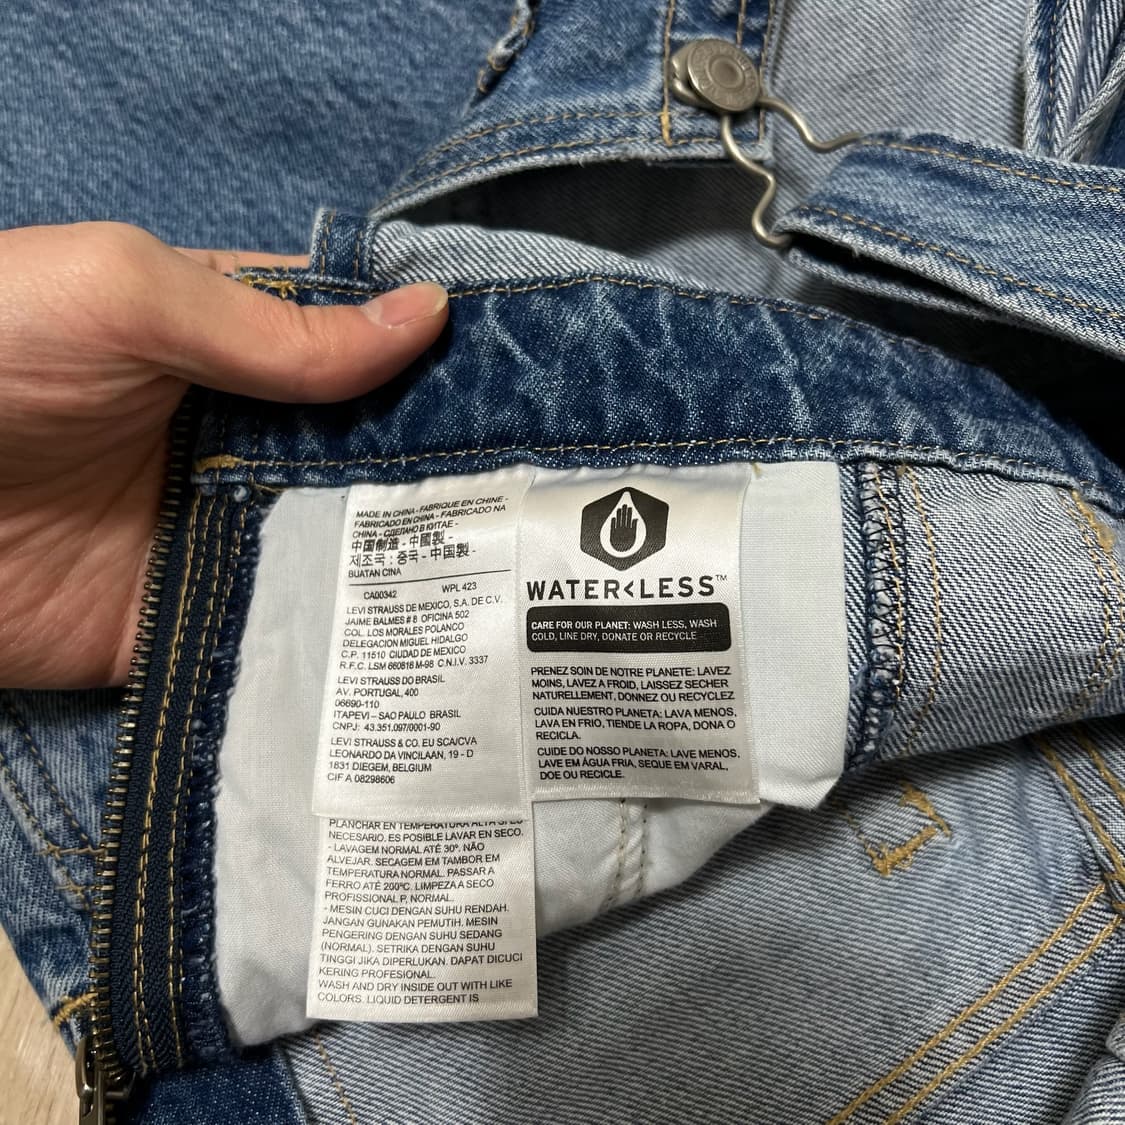 MADE IN CHINA - FABRIQUE EN CHINE -
FABRICADO EN CHINA - FABRICADO NA
CHINA - СДЕЛАНО В КИТАЕ -
中国制造 - 中國製 -
제조국 : 중국 - 中国製 -
BUATAN CINA
CA00342 WPL 423
LEVI STRAUSS DE MEXICO, S.A. DE C.V.
JAIME BALMES # 8 OFICINA 502
COL. LOS MORALES POLANCO
DELEGACION MIGUEL HIDALGO
C.P. 11510 CIUDAD DE MEXICO
R.F.C. LSM 660818 M-98 C.N.I.V. 3337
LEVI STRAUSS DO BRASIL
AV. PORTUGAL, 400
06690-110
ITAPEVI – SAO PAULO BRASIL
CNPJ: 43.351.097/0001-90
LEVI STRAUSS & CO. EU SCA/CVA
LEONARDO DA VINCILAAN, 19 - D
1831 DIEGEM, BELGIUM
CIF A 08298606
PLANCHAR EN TEMPERATURA ALTA
NECESARIO. ES POSIBLE LAVAR EN SECO.
- LAVAGEM NORMAL ATÉ 30º. NÃO
ALVEJAR. SECAGEM EM TAMBOR EM
TEMPERATURA NORMAL. PASSAR A
FERRO ATÉ 200ºC. LIMPEZA A SECO
PROFISSIONAL P, NORMAL.
- MESIN CUCI DENGAN SUHU RENDAH.
JANGAN GUNAKAN PEMUTIH. MESIN
PENGERING DENGAN SUHU SEDANG
(NORMAL). SETRIKA DENGAN SUHU
TINGGI JIKA DIPERLUKAN. DAPAT DICUCI
KERING PROFESIONAL.
WASH AND DRY INSIDE OUT WITH LIKE
COLORS. LIQUID DETERGENT IS
WATER<LESS™
CARE FOR OUR PLANET: WASH LESS, WASH
COLD, LINE DRY, DONATE OR RECYCLE
PRENEZ SOIN DE NOTRE PLANETE: LAVEZ
MOINS, LAVEZ A FROID, LAISSEZ SECHER
NATURELLEMENT, DONNEZ OU RECYCLEZ
CUIDA NUESTRO PLANETA: LAVA MENOS,
LAVA EN FRIO, TIENDE LA ROPA, DONA O
RECICLA.
CUIDE DO NOSSO PLANETA: LAVE MENOS,
LAVE EM ÁGUA FRIA, SEQUE EM VARAL,
DOE OU RECICLE.